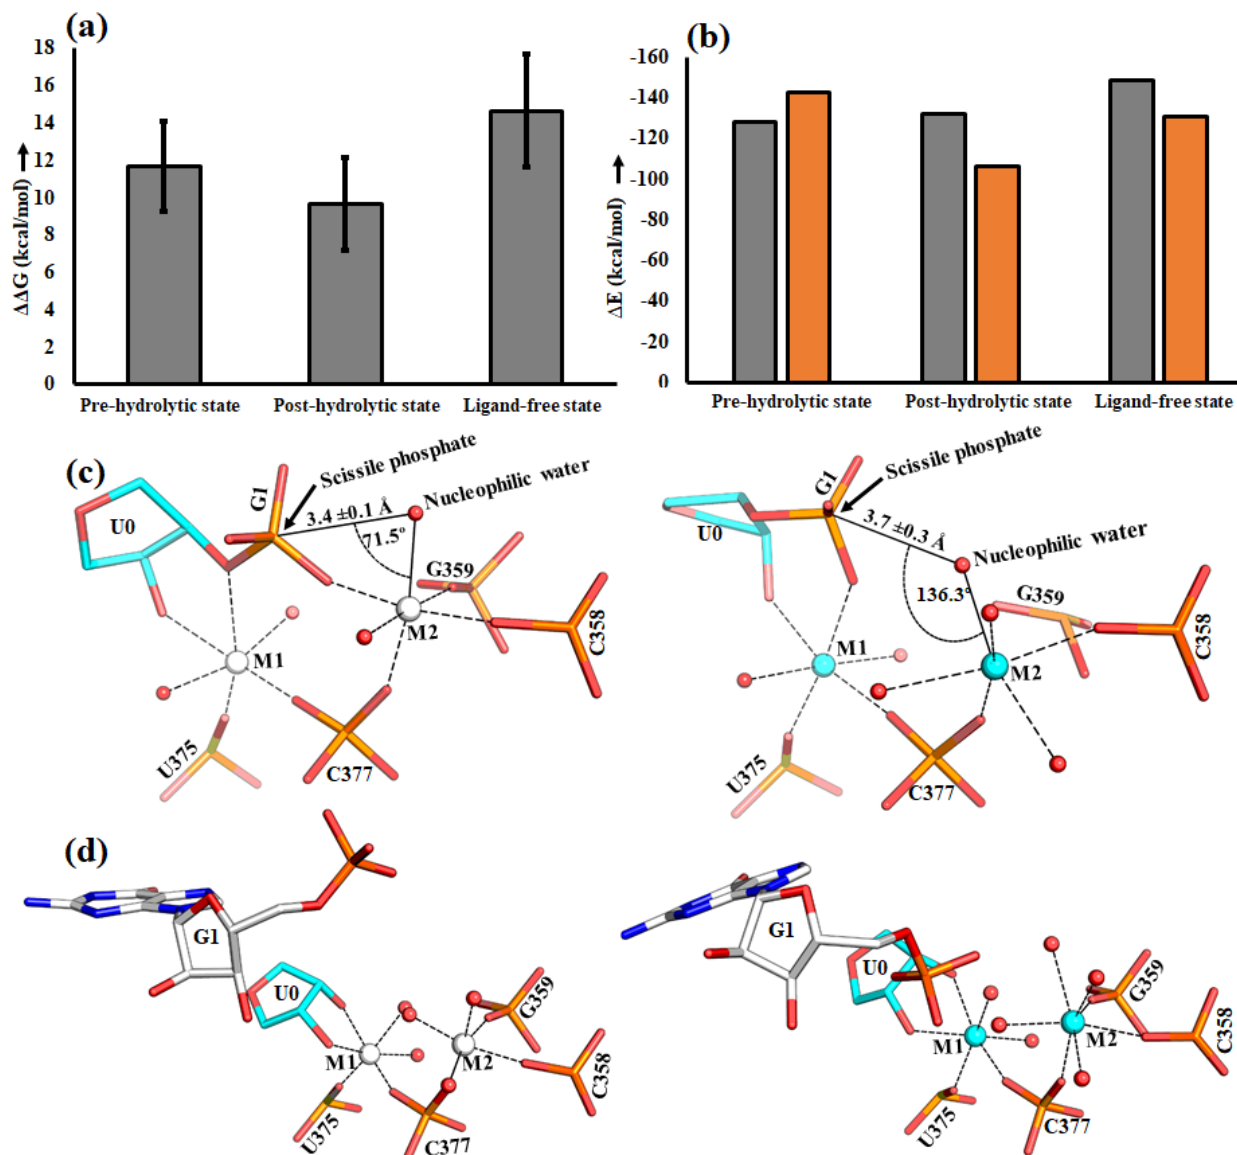 (a)
ΔΔG (kcal/mol)
18
16
14
12
10
8
6
4
2
0
Pre-hydrolytic state
Post-hydrolytic state
Ligand-free state
(b)
ΔE (kcal/mol)
-160
-140
-120
-100
-80
-60
-40
-20
0
Pre-hydrolytic state
Post-hydrolytic state
Ligand-free state
(c)
Scissile phosphate
G1
Nucleophilic water
3.4 ±0.1 Å
71.5º
U0
G359
M2
C358
M1
U375
C377
Scissile phosphate
G1
3.7 ±0.3 Å
U0
Nucleophilic water
136.3º
G359
C358
M1
M2
U375
C377
(d)
G1
U0
G359
M1
M2
C358
U375
C377
G1
U0
G359
M1
M2
C358
U375
C377